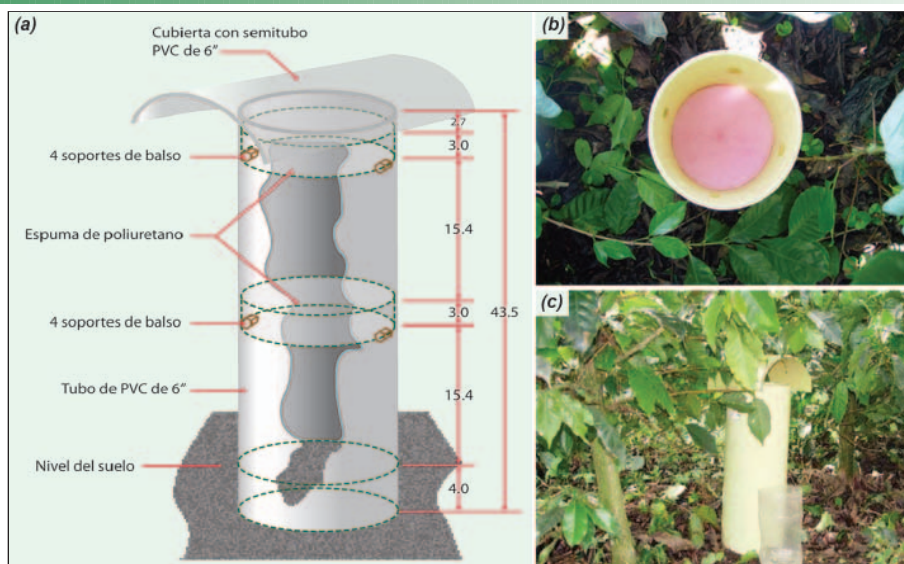 (a)
Cubierta con semitubo
PVC de 6”
4 soportes de balso
Espuma de poliuretano
4 soportes de balso
Tubo de PVC de 6”
Nivel del suelo
2.7
3.0
15.4
3.0
43.5
15.4
4.0
(b)
(c)